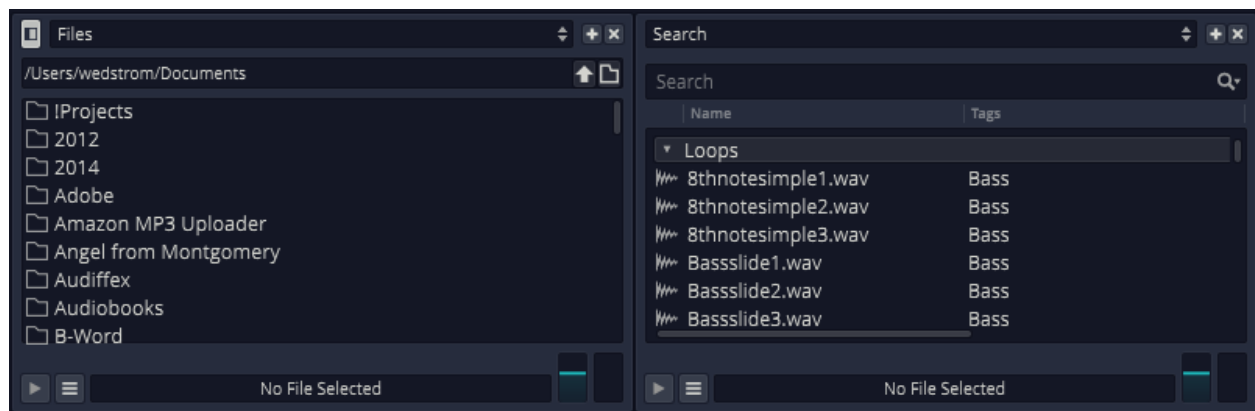 Files
/Users/wedstrom/Documents
!Projects
2012
2014
Adobe
Amazon MP3 Uploader
Angel from Montgomery
Audiffex
Audiobooks
B-Word
No File Selected
Search
Search
Name Tags
Loops
8thnotesimple1.wav Bass
8thnotesimple2.wav Bass
8thnotesimple3.wav Bass
Bassslide1.wav Bass
Bassslide2.wav Bass
Bassslide3.wav Bass
No File Selected